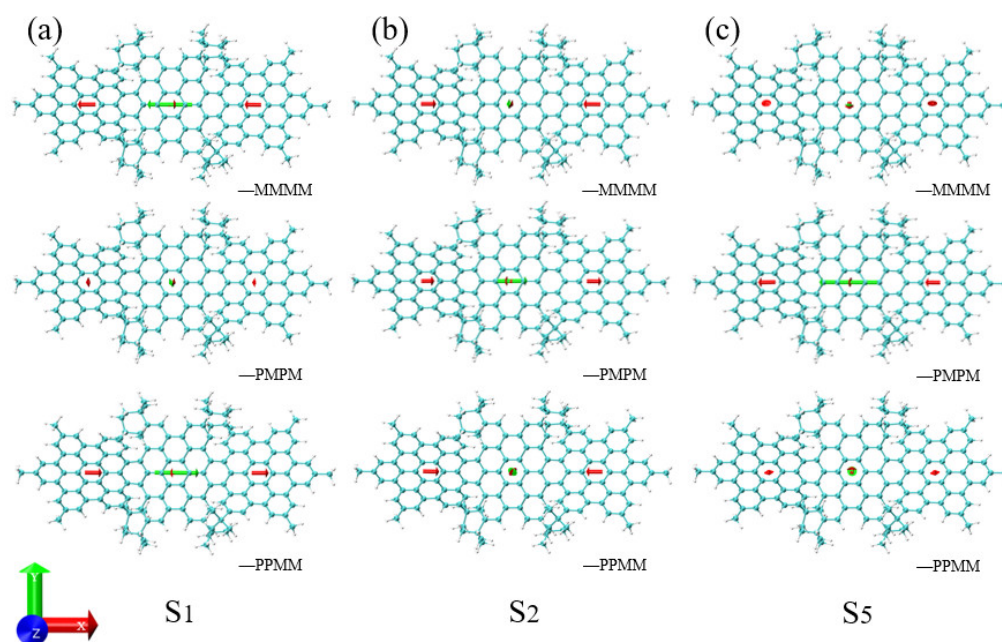 (a) (b) (c)
—MMMM —MMMM —MMMM
—PMPM —PMPM —PMPM
—PPMM —PPMM —PPMM
Y
Z X
S1 S2 S5